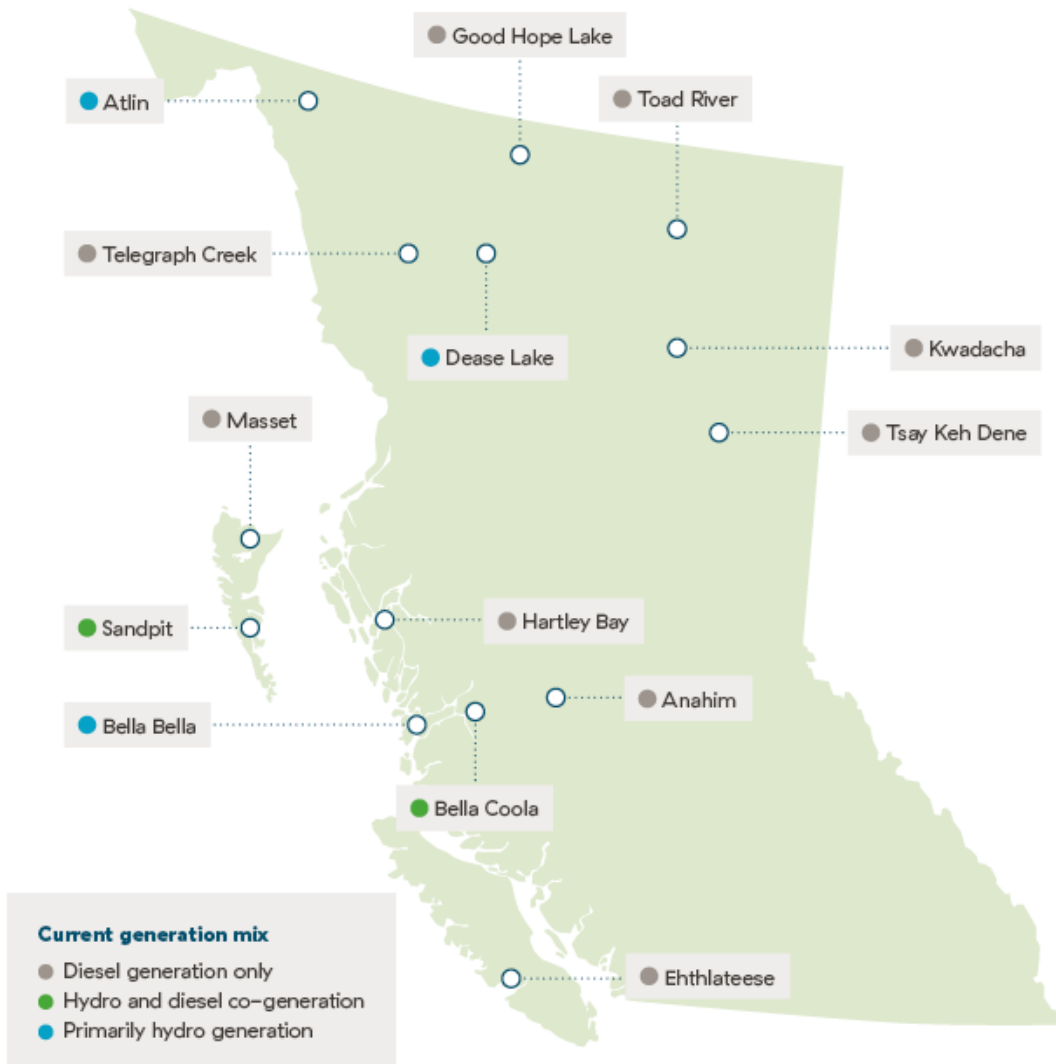 Good Hope Lake
Atlin
Toad River
Telegraph Creek
Dease Lake
Kwadacha
Masset
Tsay Keh Dene
Sandpit
Hartley Bay
Anahim
Bella Bella
Bella Coola
Current generation mix
Diesel generation only
Hydro and diesel co-generation
Primarily hydro generation
Ehthlateese